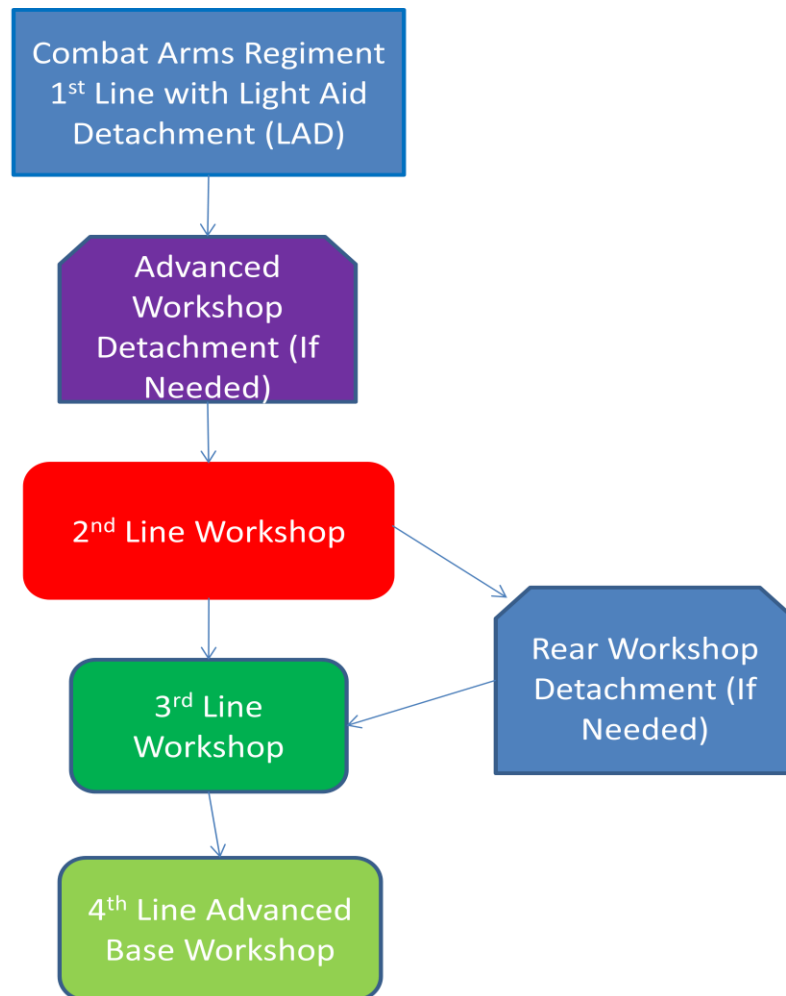 Combat Arms Regiment
1st Line with Light Aid
Detachment (LAD)
Advanced
Workshop
Detachment (If
Needed)
2nd Line Workshop
Rear Workshop
Detachment (If
Needed)
3rd Line
Workshop
4th Line Advanced
Base Workshop